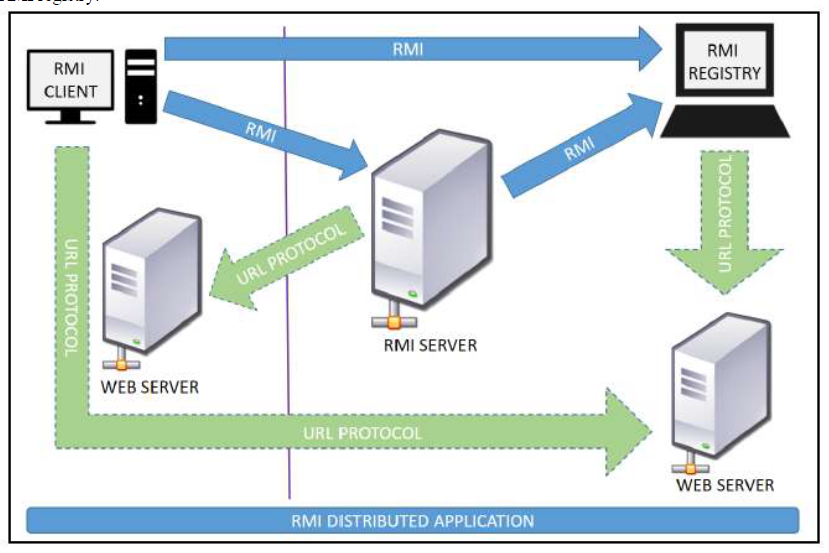 RMI
CLIENT
RMI
RMI
REGISTRY
RMI
RMI
URL PROTOCOL
URL PROTOCOL
URL PROTOCOL
RMI SERVER
WEB SERVER
URL PROTOCOL
WEB SERVER
RMI DISTRIBUTED APPLICATION